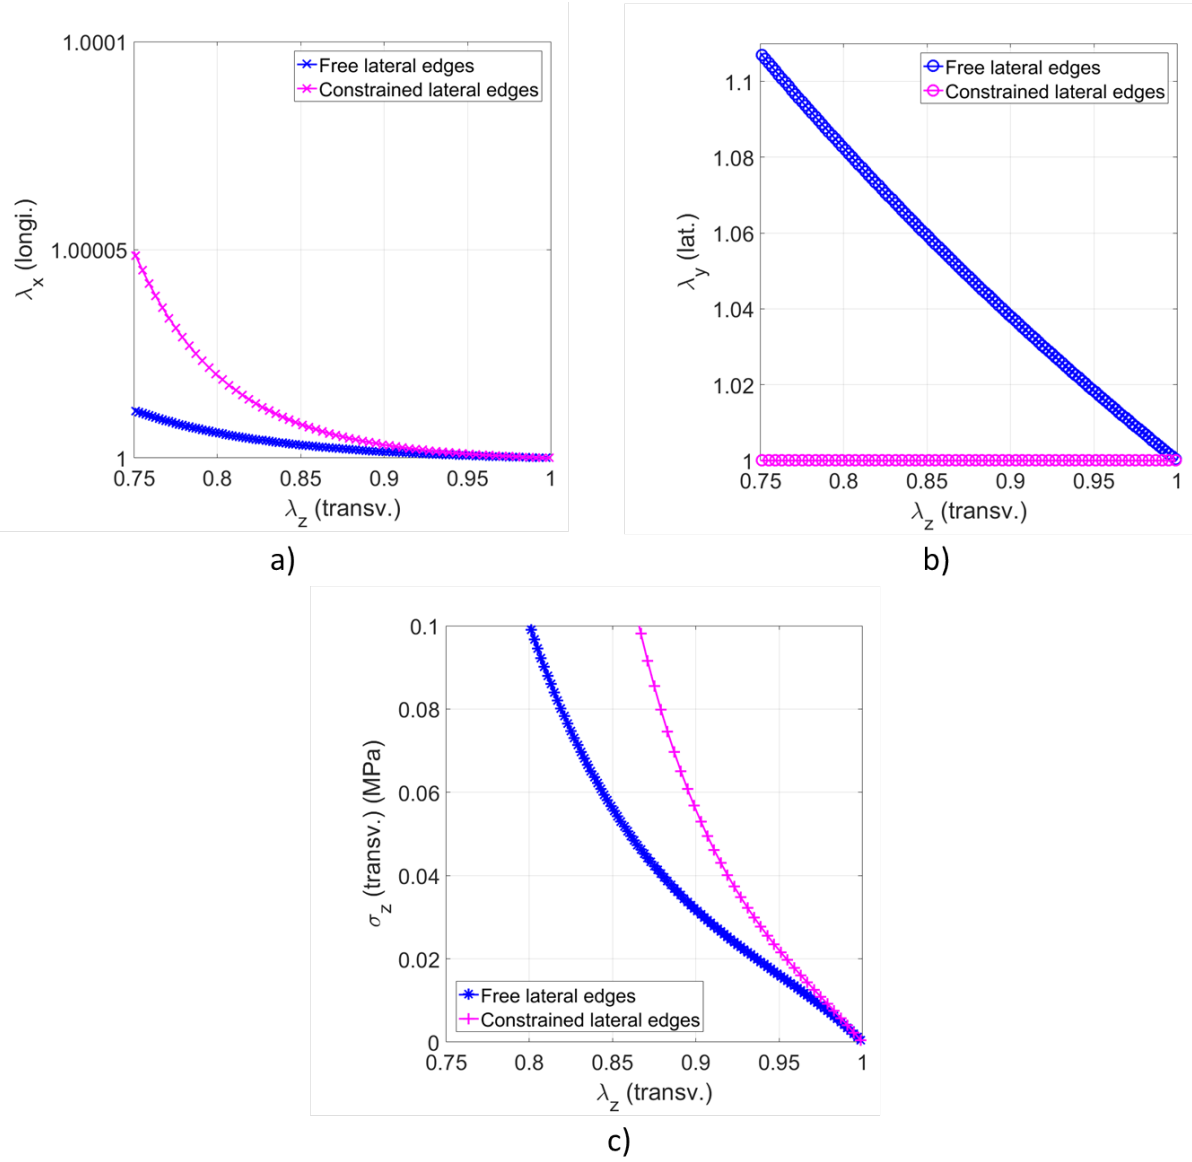 1.0001
1.00005
1
λx (longi.)
Free lateral edges
Constrained lateral edges
0.75 0.8 0.85 0.9 0.95 1
λz (transv.)
a)
1.1
1.08
1.06
1.04
1.02
1
λy (lat.)
Free lateral edges
Constrained lateral edges
0.75 0.8 0.85 0.9 0.95 1
λz (transv.)
b)
0.1
0.08
0.06
0.04
0.02
0
σz (transv.) (MPa)
Free lateral edges
Constrained lateral edges
0.75 0.8 0.85 0.9 0.95 1
λz (transv.)
c)